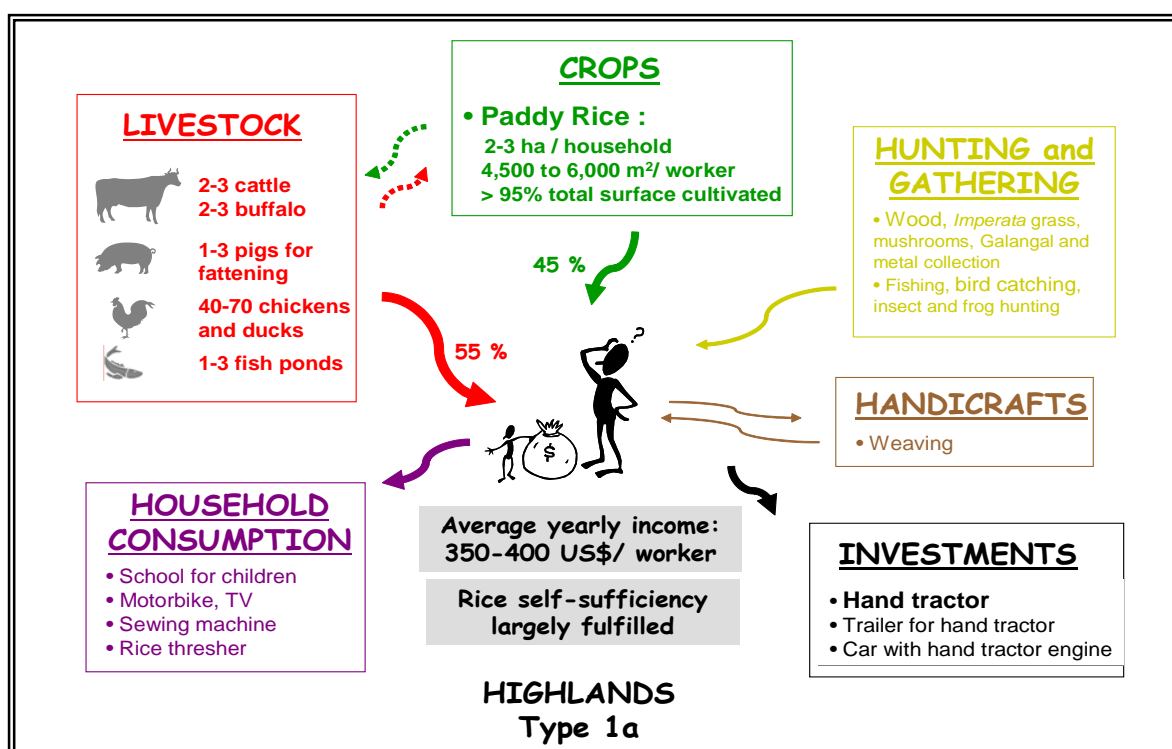 LIVESTOCK
2-3 cattle
2-3 buffalo
1-3 pigs for
fattening
40-70 chickens
and ducks
1-3 fish ponds
CROPS
• Paddy Rice :
2-3 ha / household
4,500 to 6,000 m²/ worker
> 95% total surface cultivated
HUNTING and
GATHERING
• Wood, Imperata grass,
mushrooms, Galangal and
metal collection
• Fishing, bird catching,
insect and frog hunting
45 %
55 %
?
$
HANDICRAFTS
• Weaving
HOUSEHOLD
CONSUMPTION
• School for children
• Motorbike, TV
• Sewing machine
• Rice thresher
Average yearly income:
350-400 US$/ worker
Rice self-sufficiency
largely fulfilled
INVESTMENTS
• Hand tractor
• Trailer for hand tractor
• Car with hand tractor engine
HIGHLANDS
Type 1a